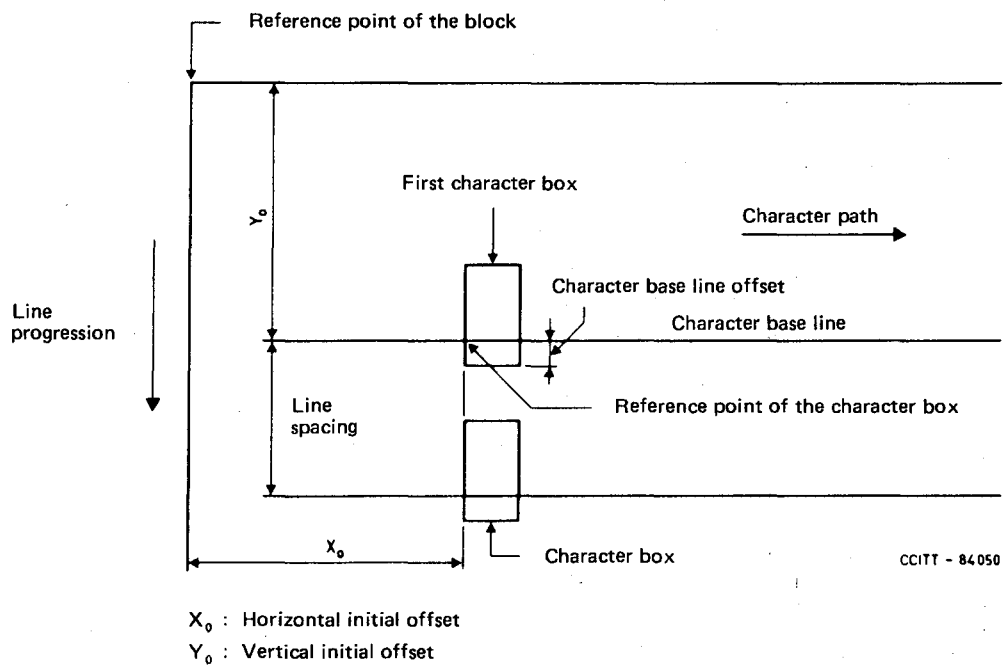 Reference point of the block
First character box
Y₀
Character path
Character base line offset
Line
progression
Character base line
Line
spacing
Reference point of the character box
X₀
Character box
CCITT - 84050
X₀ : Horizontal initial offset
Y₀ : Vertical initial offset